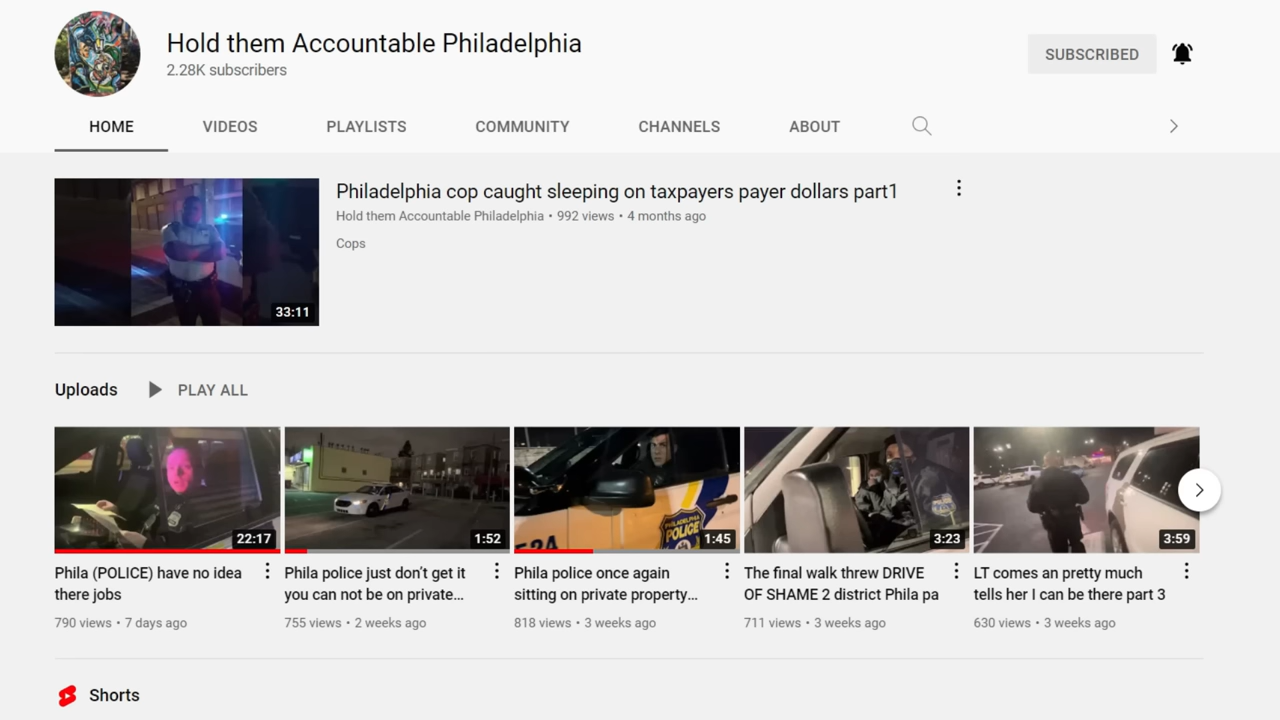 Hold them Accountable Philadelphia
2.28K subscribers
SUBSCRIBED
HOME
VIDEOS
PLAYLISTS
COMMUNITY
CHANNELS
ABOUT
Philadelphia cop caught sleeping on taxpayers payer dollars part1
Hold them Accountable Philadelphia • 992 views • 4 months ago
Cops
33:11
Uploads
PLAY ALL
22:17
1:52
PHILADELPHIA
POLICE
1:45
3:23
3:59
Phila (POLICE) have no idea
there jobs
790 views • 7 days ago
Phila police just don't get it
you can not be on private...
755 views • 2 weeks ago
Phila police once again
sitting on private property...
818 views • 3 weeks ago
The final walk threw DRIVE
OF SHAME 2 district Phila pa
711 views • 3 weeks ago
LT comes an pretty much
tells her I can be there part 3
630 views • 3 weeks ago
Shorts